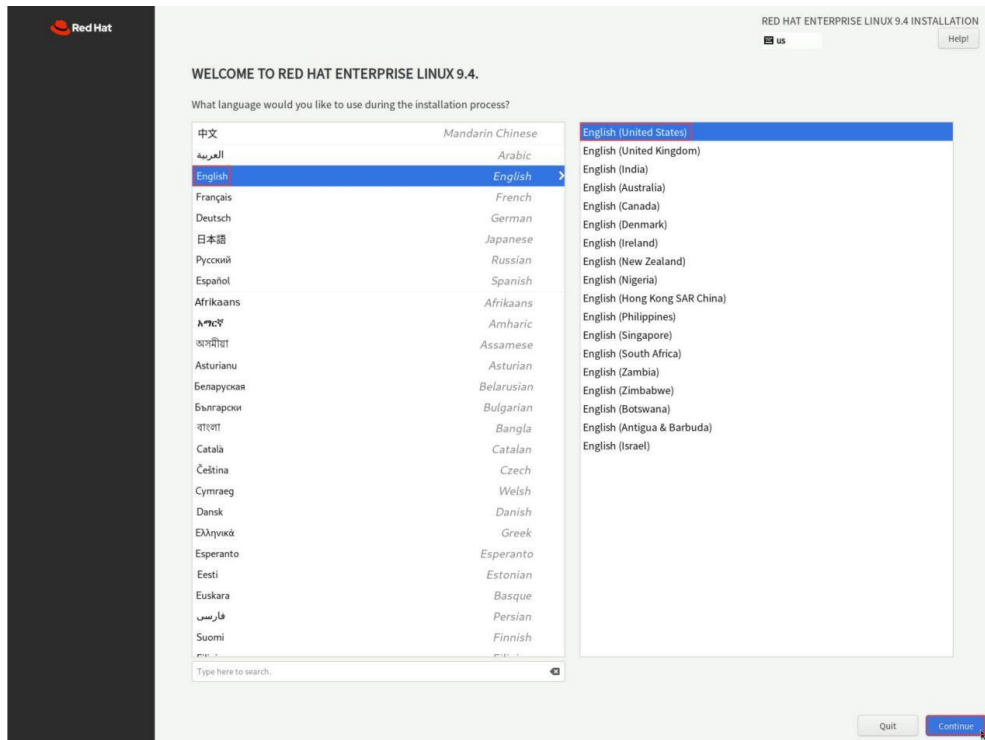 Red Hat
RED HAT ENTERPRISE LINUX 9.4 INSTALLATION
us
Help!
WELCOME TO RED HAT ENTERPRISE LINUX 9.4.
What language would you like to use during the installation process?
中文 Mandarin Chinese
العربية Arabic
English English
Français French
Deutsch German
日本語 Japanese
Русский Russian
Español Spanish
Afrikaans Afrikaans
አማርኛ Amharic
অসমীয়া Assamese
Asturianu Asturian
Беларуская Belarusian
Български Bulgarian
বাংলা Bangla
Català Catalan
Čeština Czech
Cymraeg Welsh
Dansk Danish
Ελληνικά Greek
Esperanto Esperanto
Eesti Estonian
Euskara Basque
فارسی Persian
Suomi Finnish
Type here to search.
English (United States)
English (United Kingdom)
English (India)
English (Australia)
English (Canada)
English (Denmark)
English (Ireland)
English (New Zealand)
English (Nigeria)
English (Hong Kong SAR China)
English (Philippines)
English (Singapore)
English (South Africa)
English (Zambia)
English (Zimbabwe)
English (Botswana)
English (Antigua & Barbuda)
English (Israel)
Quit
Continue